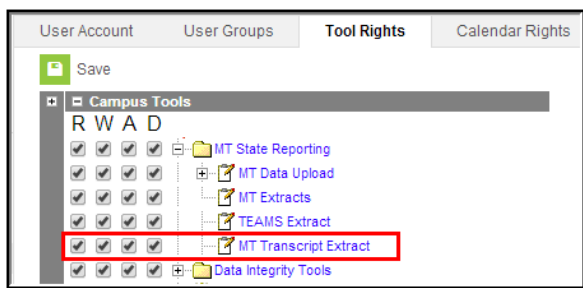 User Account User Groups Tool Rights Calendar Rights
Save
Campus Tools
R W A D
MT State Reporting
MT Data Upload
MT Extracts
TEAMS Extract
MT Transcript Extract
Data Integrity Tools